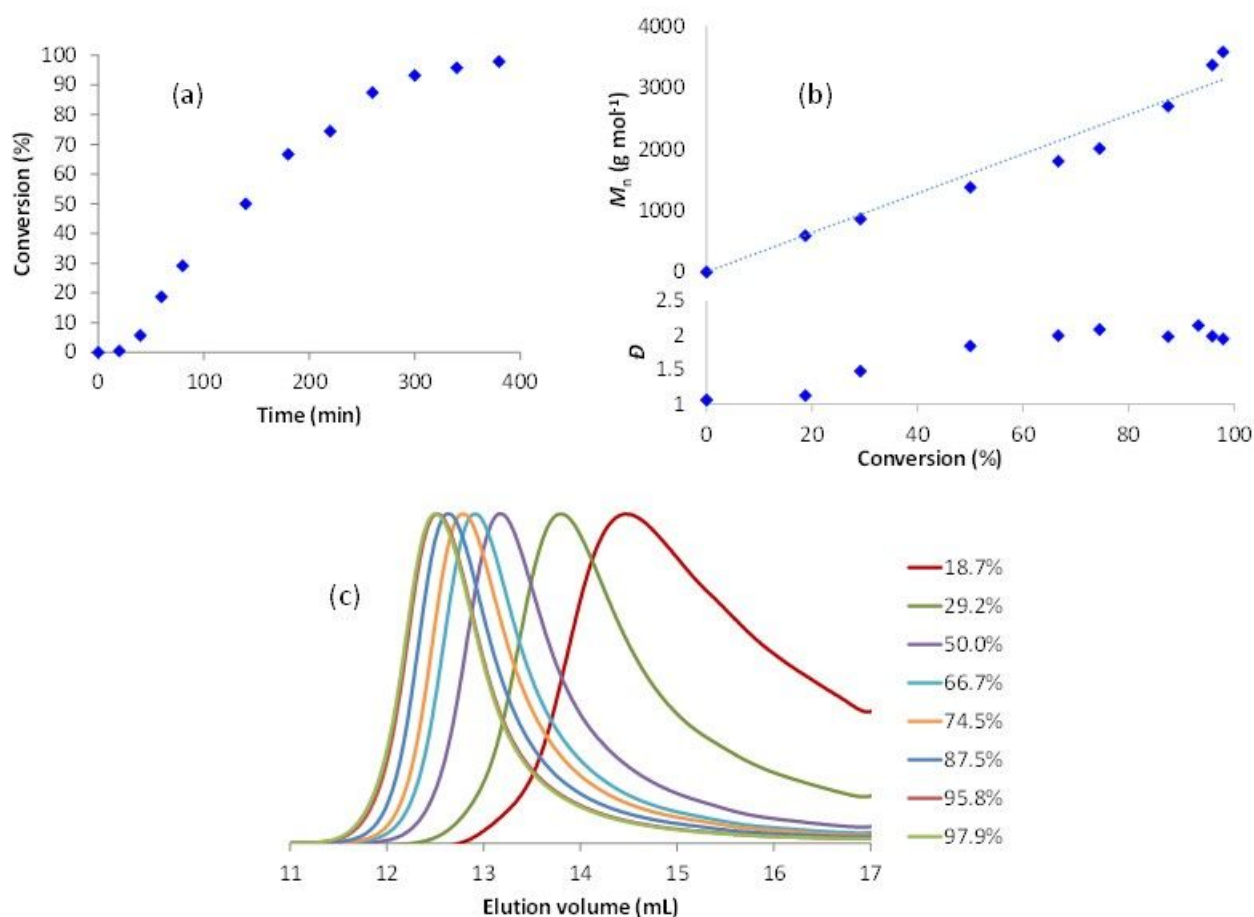 (a)
Conversion (%)
100
90
80
70
60
50
40
30
20
10
0
0 100 200 300 400
Time (min)
(b)
Mn (g mol-1)
4000
3000
2000
1000
0
Đ
2.5
2
1.5
1
0 20 40 60 80 100
Conversion (%)
(c)
18.7%
29.2%
50.0%
66.7%
74.5%
87.5%
95.8%
97.9%
11 12 13 14 15 16 17
Elution volume (mL)